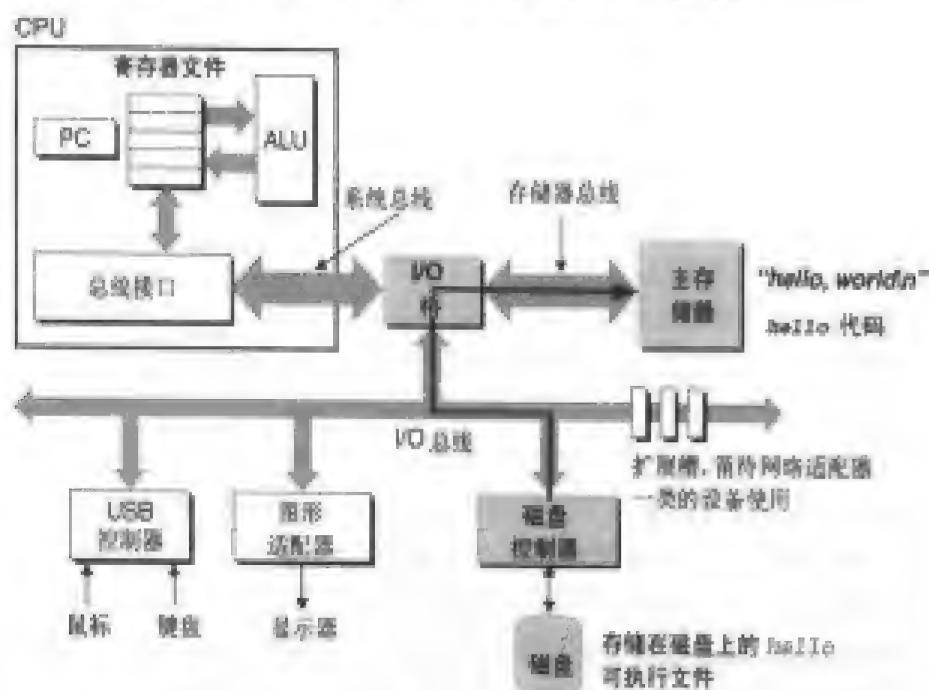 CPU
寄存器文件
PC
ALU
系统总线
存储器总线
总线接口
I/O
桥
主存
储器
"hello, world\n"
hello 代码
I/O 总线
扩展槽,留待网络适配器
一类的设备使用
USB
控制器
图形
适配器
磁盘
控制器
鼠标
键盘
显示器
磁盘
存储在磁盘上的 hello
可执行文件